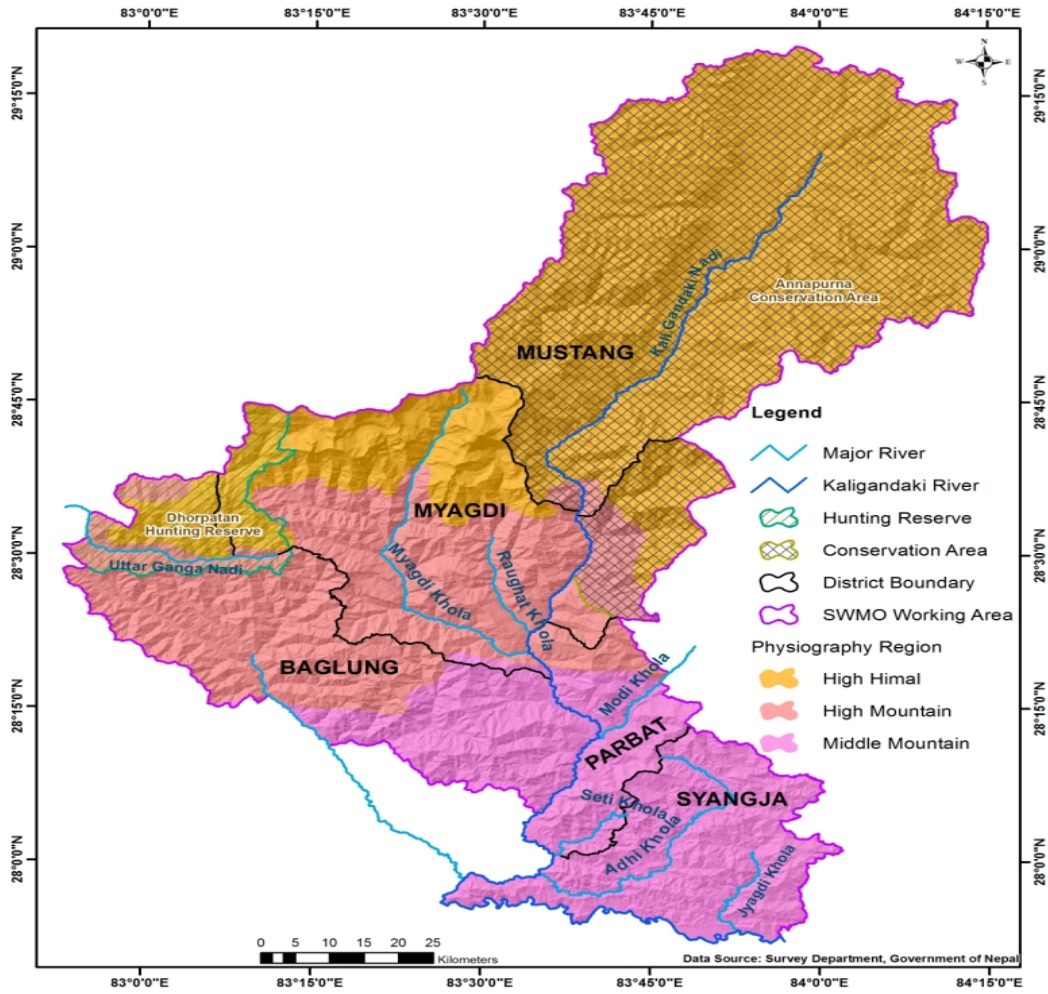 83°0'0"E 83°15'0"E 83°30'0"E 83°45'0"E 84°0'0"E 84°15'0"E
N
W E
S
29°15'0"N 29°15'0"N
29°0'0"N 29°0'0"N
Kali Gandaki Nadi
Annapurna
Conservation Area
MUSTANG
28°45'0"N 28°45'0"N
Legend
Major River
Kaligandaki River
Hunting Reserve
Conservation Area
District Boundary
SWMO Working Area
Physiography Region
High Himal
High Mountain
Middle Mountain
MYAGDI
Dhorpatan
Hunting Reserve
28°30'0"N 28°30'0"N
Uttar Ganga Nadi
Myagdi Khola
Raughat Khola
BAGLUNG
Modi Khola
28°15'0"N 28°15'0"N
PARBAT
Seti Khola
SYANGJA
Adhi Khola
28°0'0"N 28°0'0"N
Jyagdi Khola
0 5 10 15 20 25
Kilometers
Data Source: Survey Department, Government of Nepal
83°0'0"E 83°15'0"E 83°30'0"E 83°45'0"E 84°0'0"E 84°15'0"E